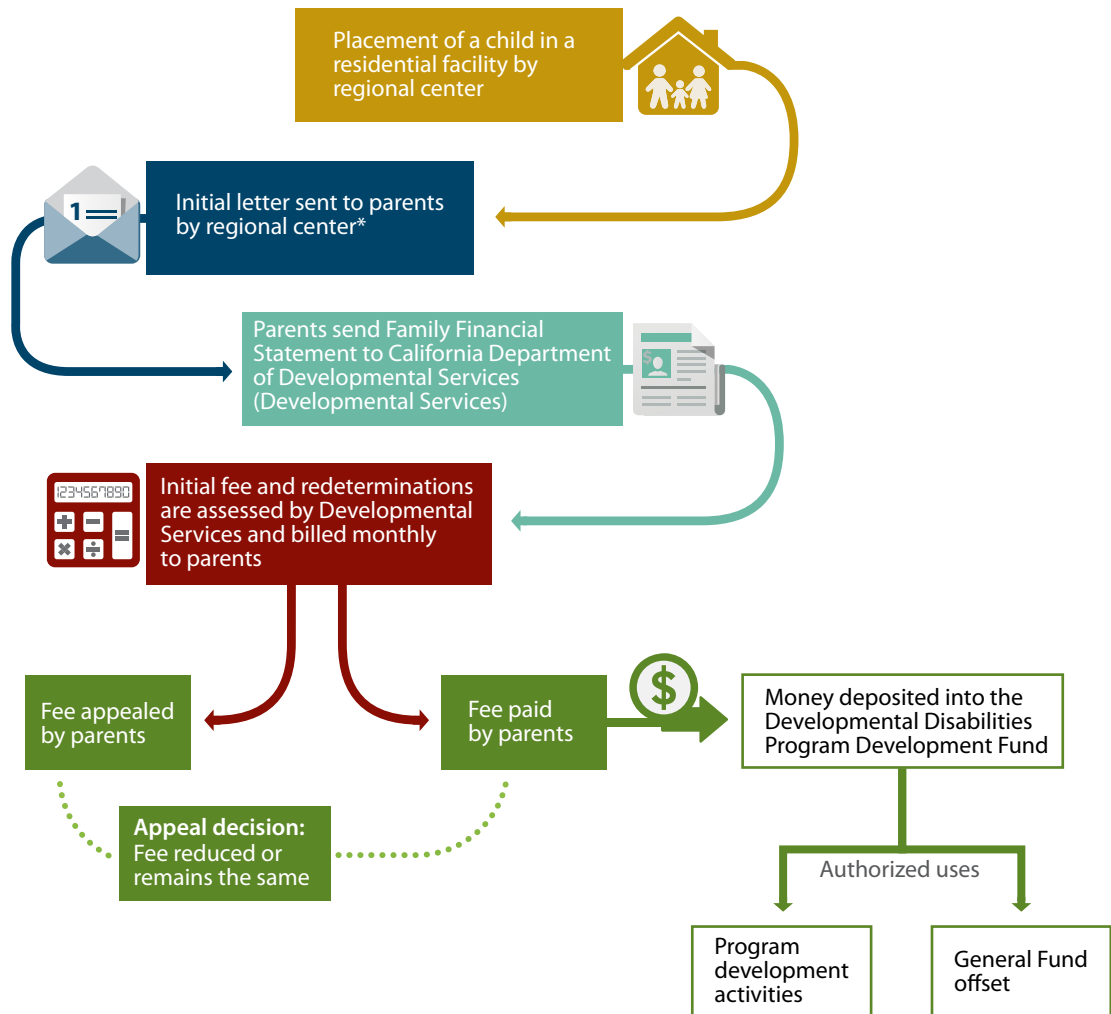 Placement of a child in a
residential facility by
regional center
1
Initial letter sent to parents
by regional center*
Parents send Family Financial
Statement to California Department
of Developmental Services
(Developmental Services)
$
1234567890
+ −
× ÷ =
Initial fee and redeterminations
are assessed by Developmental
Services and billed monthly
to parents
Fee appealed
by parents
Fee paid
by parents
$
Money deposited into the
Developmental Disabilities
Program Development Fund
Appeal decision:
Fee reduced or
remains the same
Authorized uses
Program
development
activities
General Fund
offset